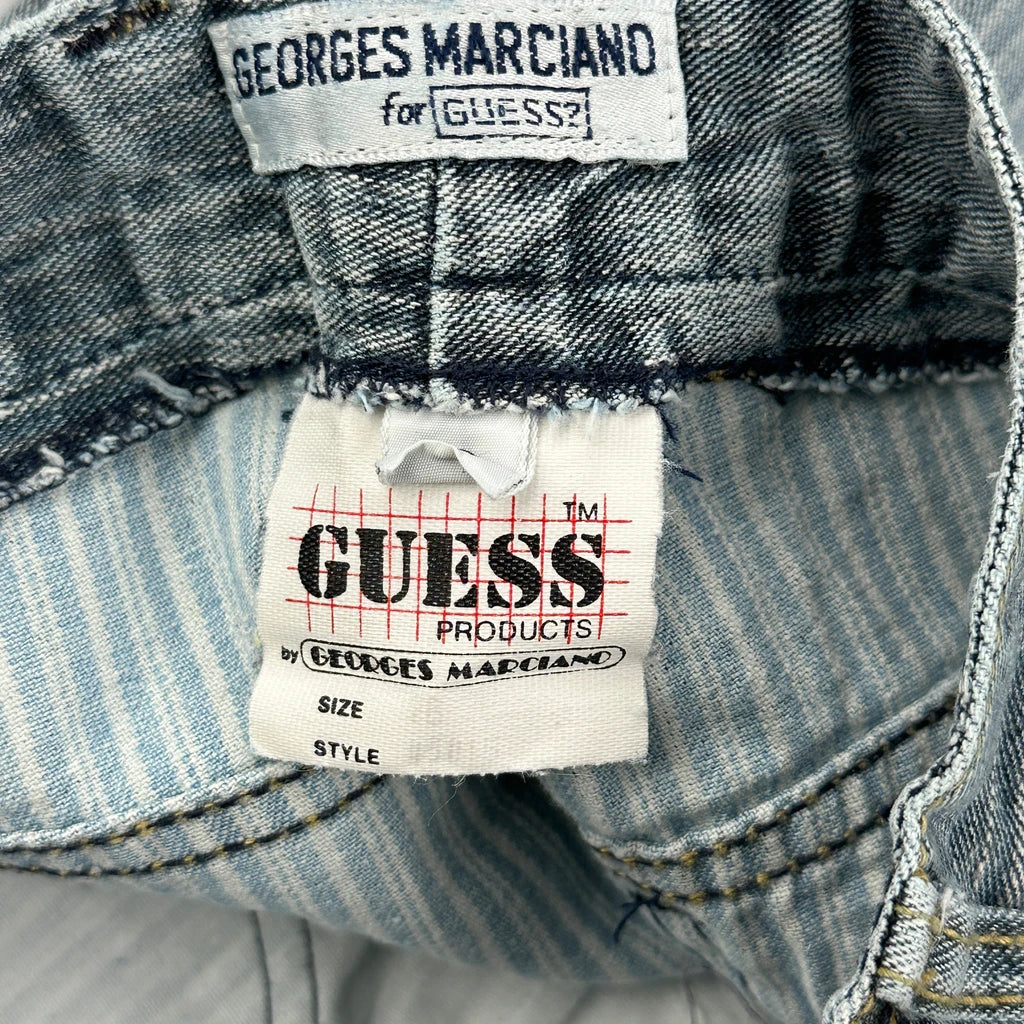 GEORGES MARCIANO
for GUESS?
TM
GUESS
PRODUCTS
by GEORGES MARCIANO
SIZE
STYLE